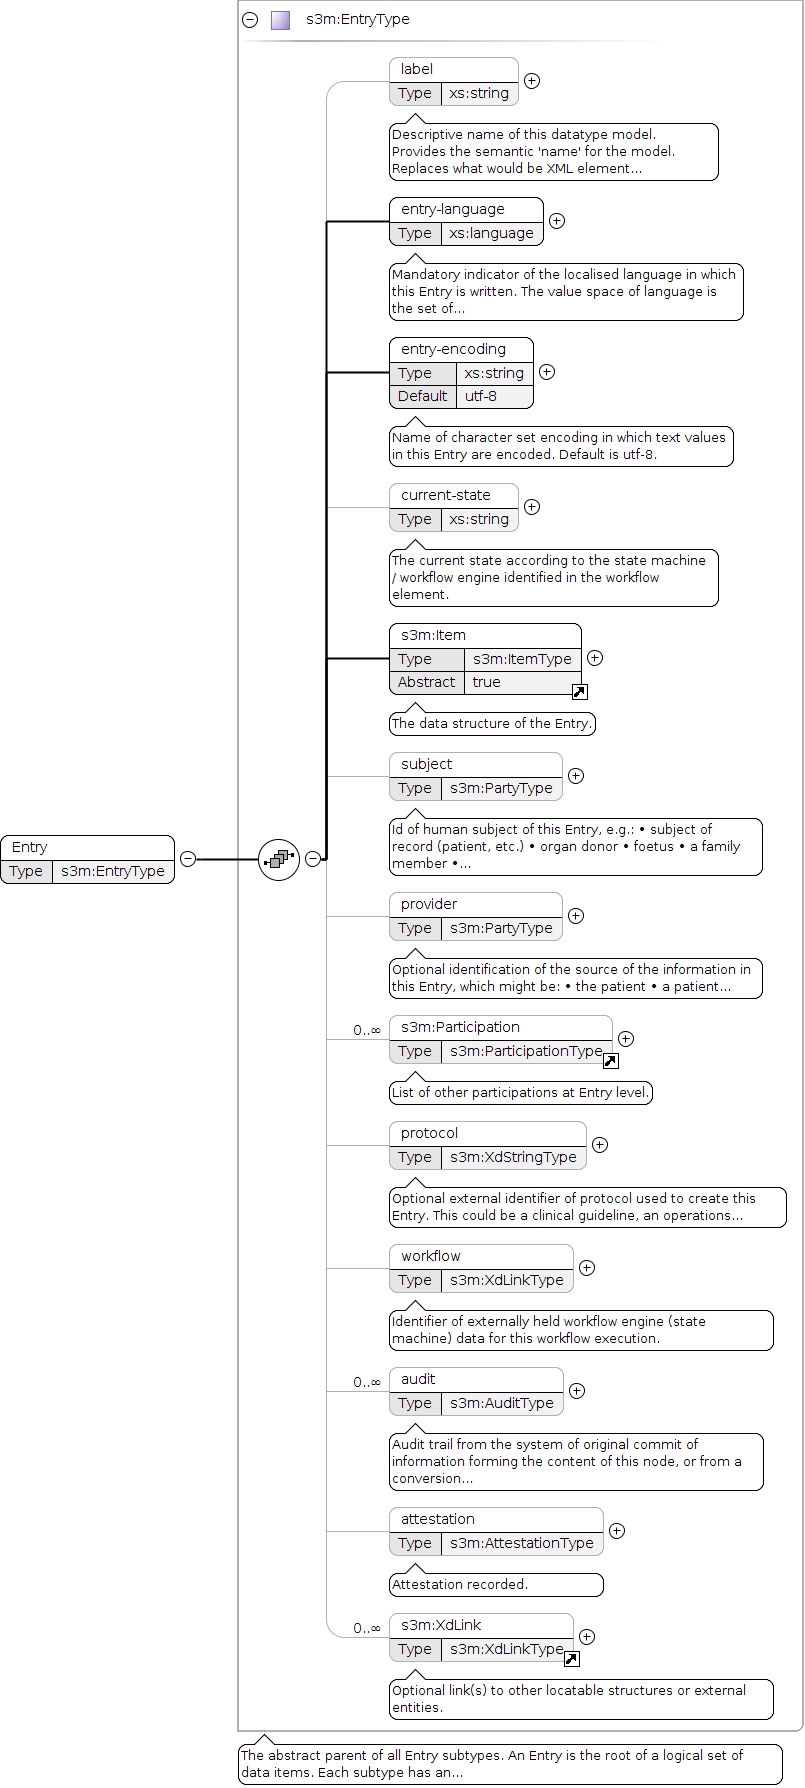 s3m:EntryType
label
Type xs:string
Descriptive name of this datatype model.
Provides the semantic 'name' for the model.
Replaces what would be XML element...
entry-language
Type xs:language
Mandatory indicator of the localised language in which
this Entry is written. The value space of language is
the set of...
entry-encoding
Type xs:string
Default utf-8
Name of character set encoding in which text values
in this Entry are encoded. Default is utf-8.
current-state
Type xs:string
The current state according to the state machine
/ workflow engine identified in the workflow
element.
s3m:Item
Type s3m:ItemType
Abstract true
The data structure of the Entry.
subject
Type s3m:PartyType
Id of human subject of this Entry, e.g.: • subject of
record (patient, etc.) • organ donor • foetus • a family
member •...
Entry
Type s3m:EntryType
provider
Type s3m:PartyType
Optional identification of the source of the information in
this Entry, which might be: • the patient • a patient...
0..∞
s3m:Participation
Type s3m:ParticipationType
List of other participations at Entry level.
protocol
Type s3m:XdStringType
Optional external identifier of protocol used to create this
Entry. This could be a clinical guideline, an operations...
workflow
Type s3m:XdLinkType
Identifier of externally held workflow engine (state
machine) data for this workflow execution.
0..∞
audit
Type s3m:AuditType
Audit trail from the system of original commit of
information forming the content of this node, or from a
conversion...
attestation
Type s3m:AttestationType
Attestation recorded.
0..∞
s3m:XdLink
Type s3m:XdLinkType
Optional link(s) to other locatable structures or external
entities.
The abstract parent of all Entry subtypes. An Entry is the root of a logical set of
data items. Each subtype has an...